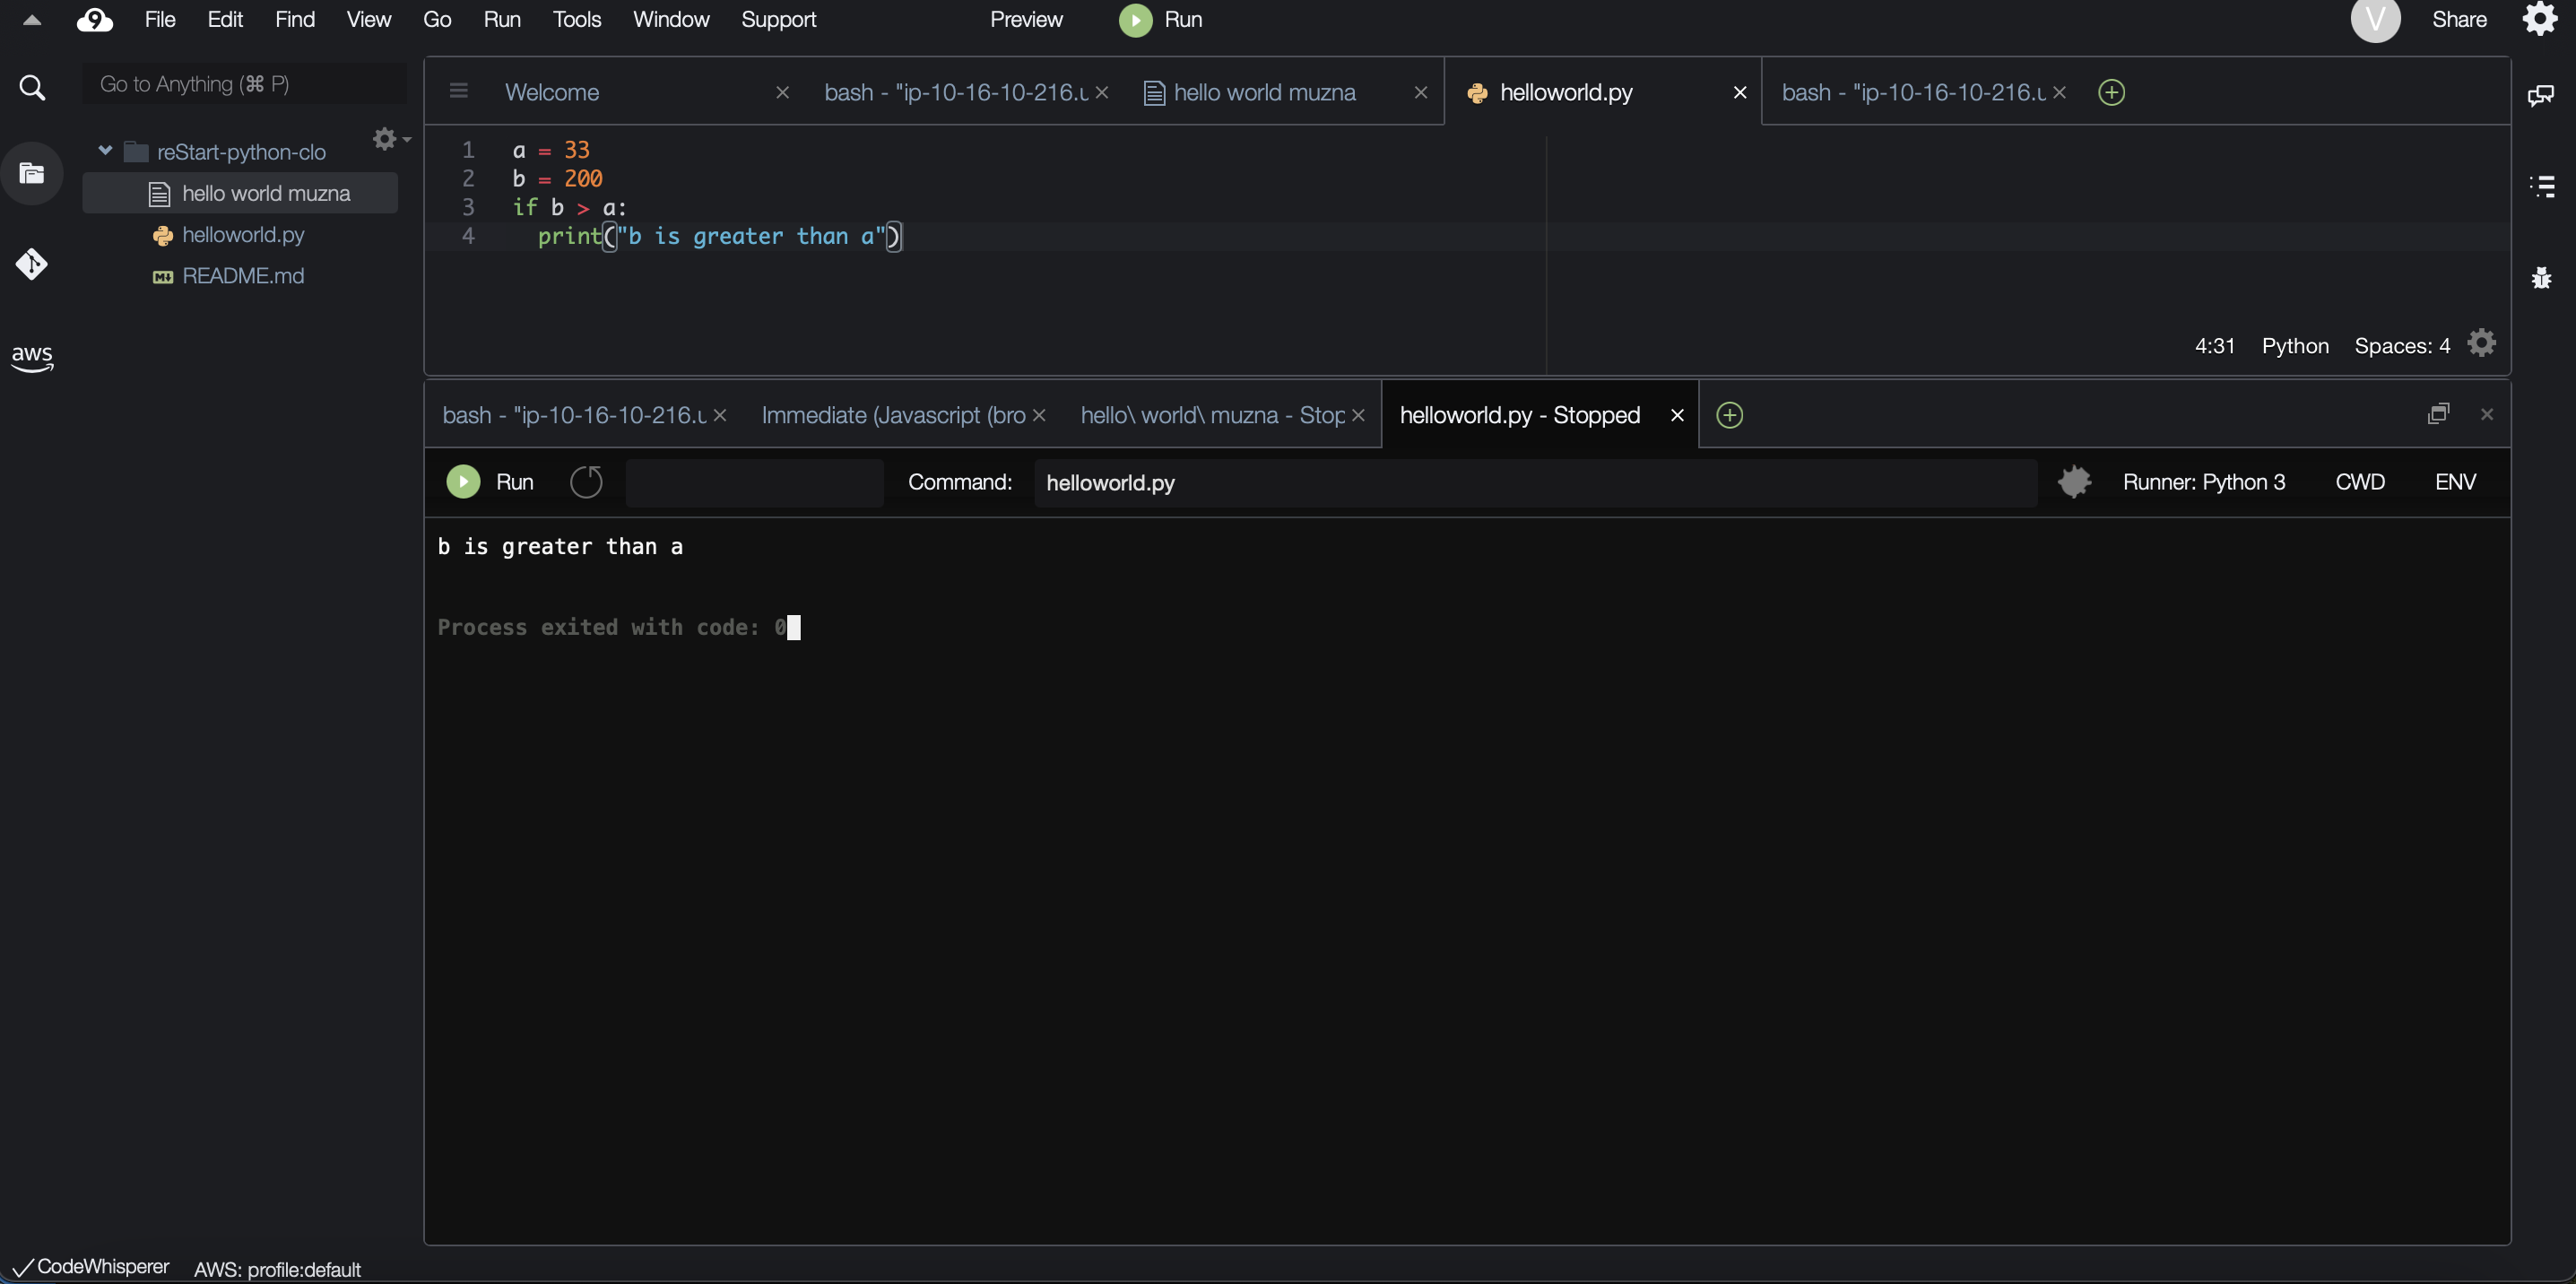 File Edit Find View Go Run Tools Window Support Preview Run V Share
Go to Anything (⌘ P)
Welcome bash - "ip-10-16-10-216. hello world muzna helloworld.py bash - "ip-10-16-10-216.
reStart-python-clo
hello world muzna
helloworld.py
README.md
aws
1 a = 33
2 b = 200
3 if b > a:
4 print("b is greater than a")
4:31 Python Spaces: 4
bash - "ip-10-16-10-216. Immediate (Javascript (bro hello\ world\ muzna - Stop helloworld.py - Stopped
Run Command: helloworld.py Runner: Python 3 CWD ENV
b is greater than a
Process exited with code: 0
CodeWhisperer AWS: profile:default